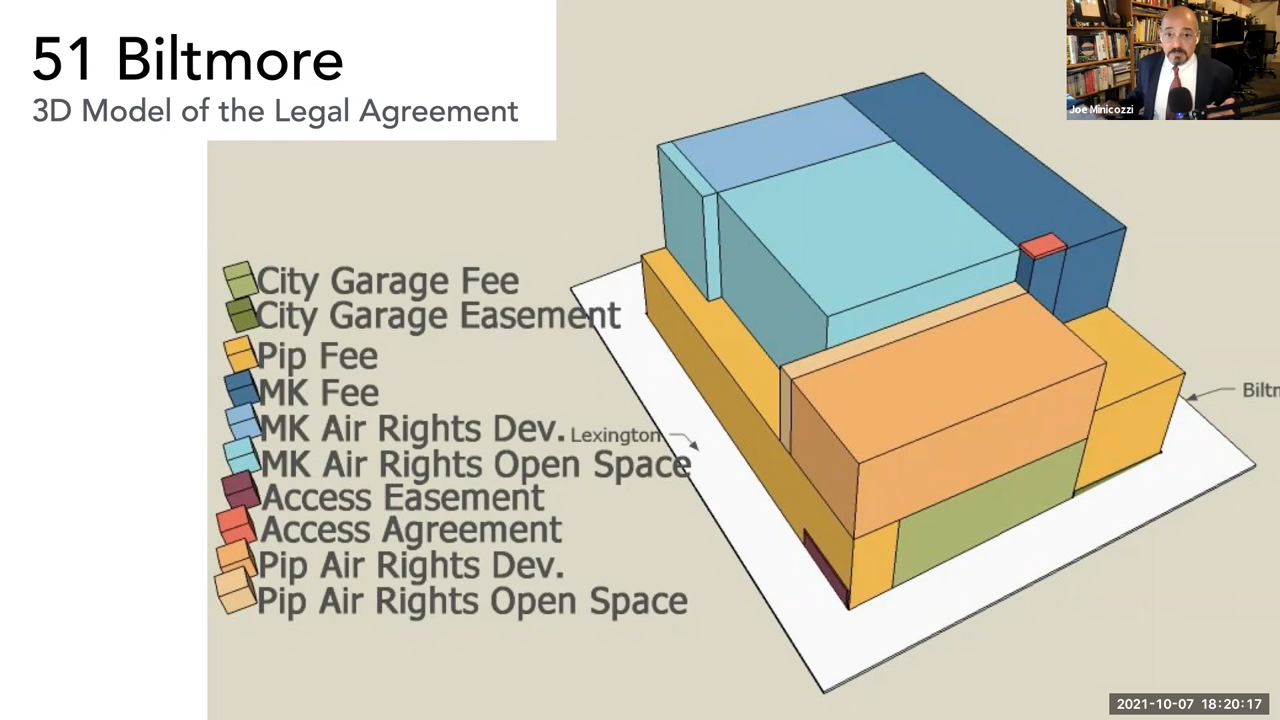 51 Biltmore
3D Model of the Legal Agreement
Joe Minicozzi
City Garage Fee
City Garage Easement
Pip Fee
MK Fee
MK Air Rights Dev.
Lexington
MK Air Rights Open Space
Access Easement
Access Agreement
Pip Air Rights Dev.
Pip Air Rights Open Space
2021-10-07 18:20:17